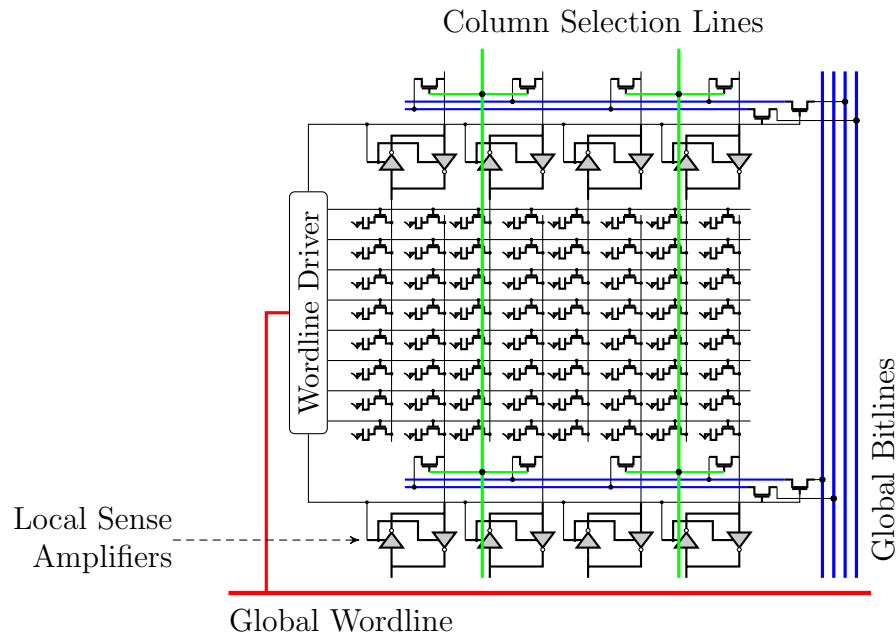 Column Selection Lines
Wordline Driver
Global Bitlines
Local Sense
Amplifiers
Global Wordline